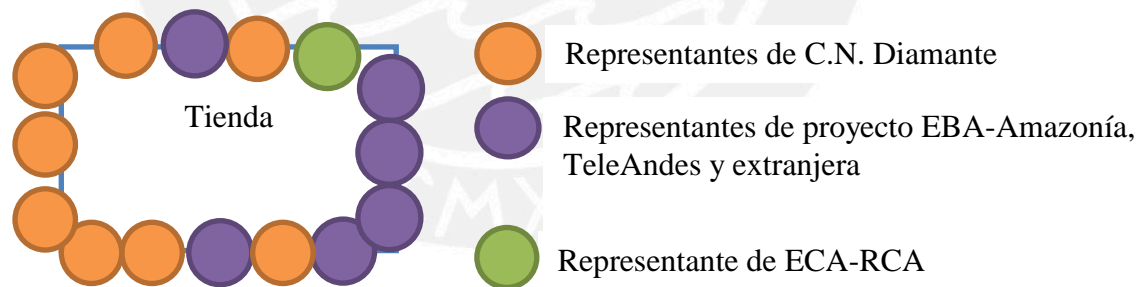 Tienda
Representantes de C.N. Diamante
Representantes de proyecto EBA-Amazonía,
TeleAndes y extranjera
Representante de ECA-RCA